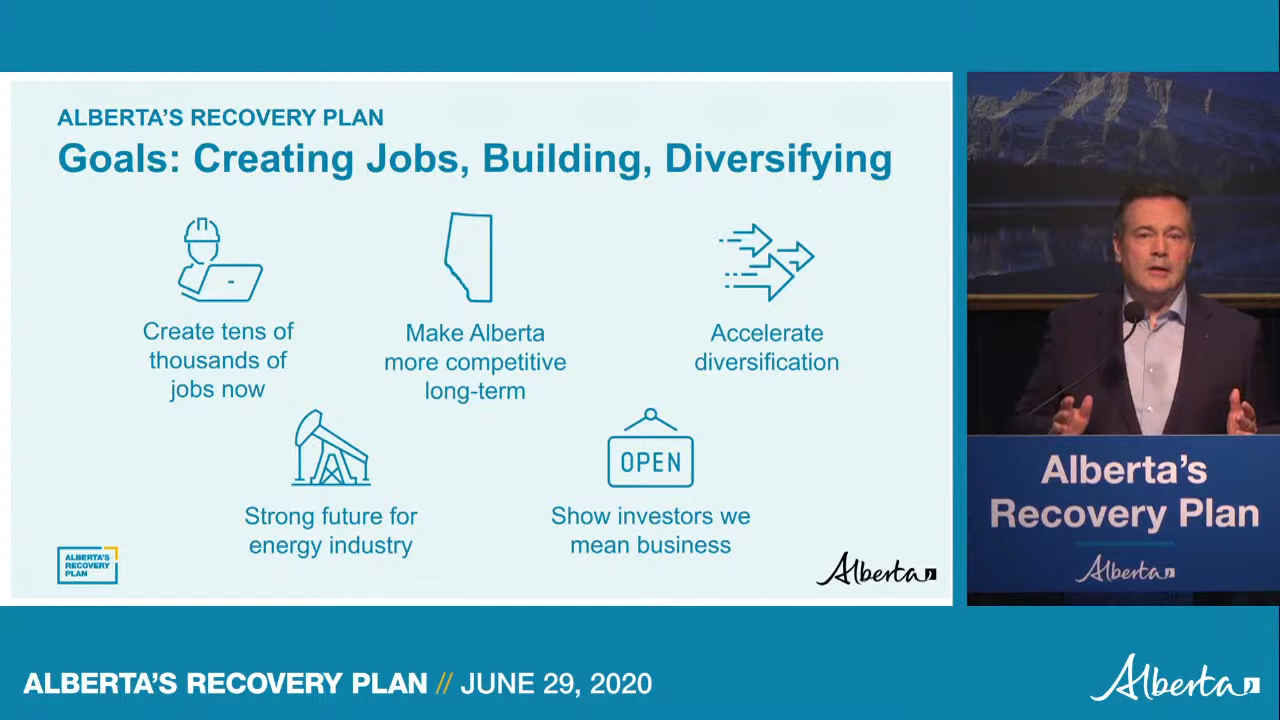 ALBERTA'S RECOVERY PLAN
Goals: Creating Jobs, Building, Diversifying
Create tens of
thousands of
jobs now
Make Alberta
more competitive
long-term
Accelerate
diversification
OPEN
Strong future for
energy industry
Show investors we
mean business
ALBERTA'S
RECOVERY
PLAN
Alberta
Alberta's
Recovery Plan
Alberta
ALBERTA'S RECOVERY PLAN // JUNE 29, 2020
Alberta